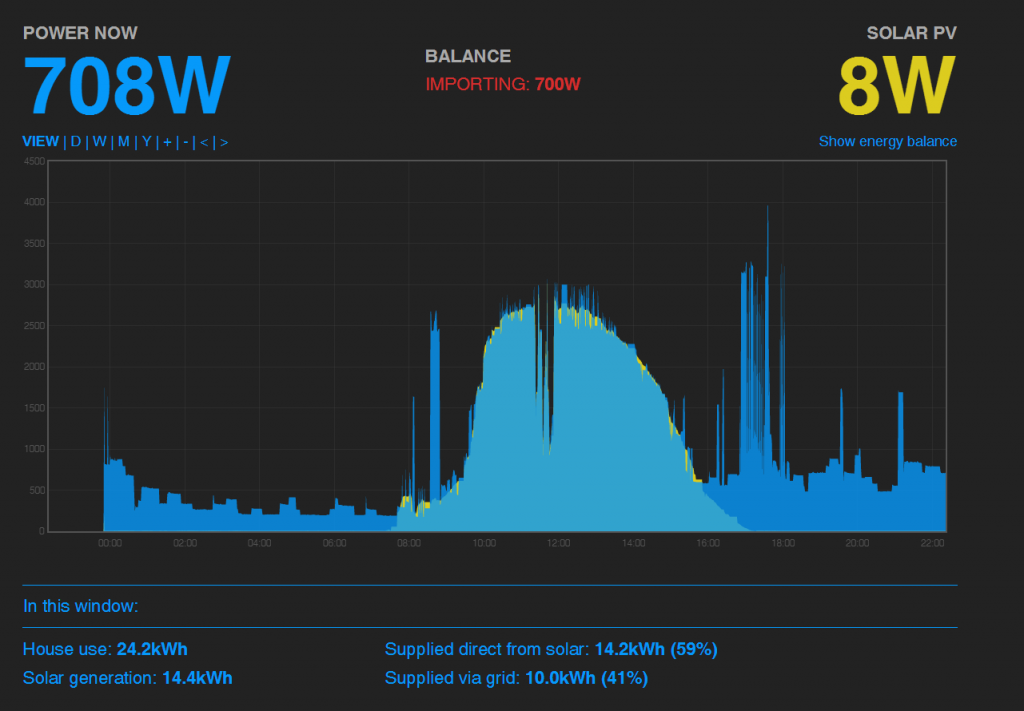 POWER NOW
708W
BALANCE
IMPORTING: 700W
SOLAR PV
8W
VIEW | D | W | M | Y | + | - | < | >
Show energy balance
4500
4000
3500
3000
2500
2000
1500
1000
500
0
00:00 02:00 04:00 06:00 08:00 10:00 12:00 14:00 16:00 18:00 20:00 22:00
In this window:
House use: 24.2kWh
Supplied direct from solar: 14.2kWh (59%)
Solar generation: 14.4kWh
Supplied via grid: 10.0kWh (41%)